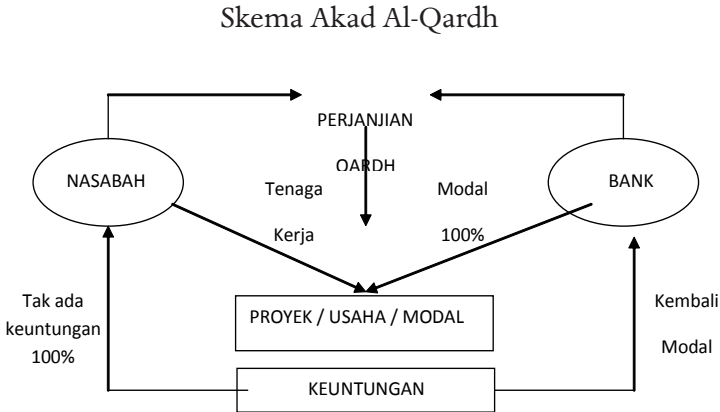 Skema Akad Al-Qardh
PERJANJIAN
QARDH
NASABAH
BANK
Tenaga
Kerja
Modal
100%
Tak ada
keuntungan
100%
PROYEK / USAHA / MODAL
Kembali
Modal
KEUNTUNGAN